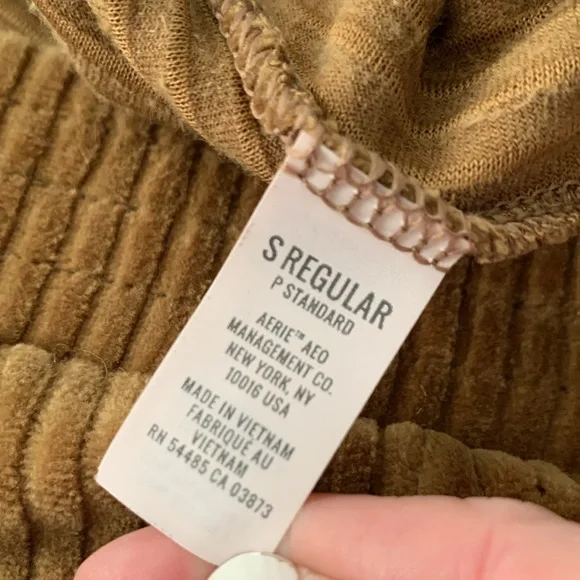 S REGULAR
P STANDARD
AERIE™ AEO
MANAGEMENT CO.
NEW YORK, NY
10016 USA
MADE IN VIETNAM
FABRIQUÉ AU
VIETNAM
RN 54485 CA 03873